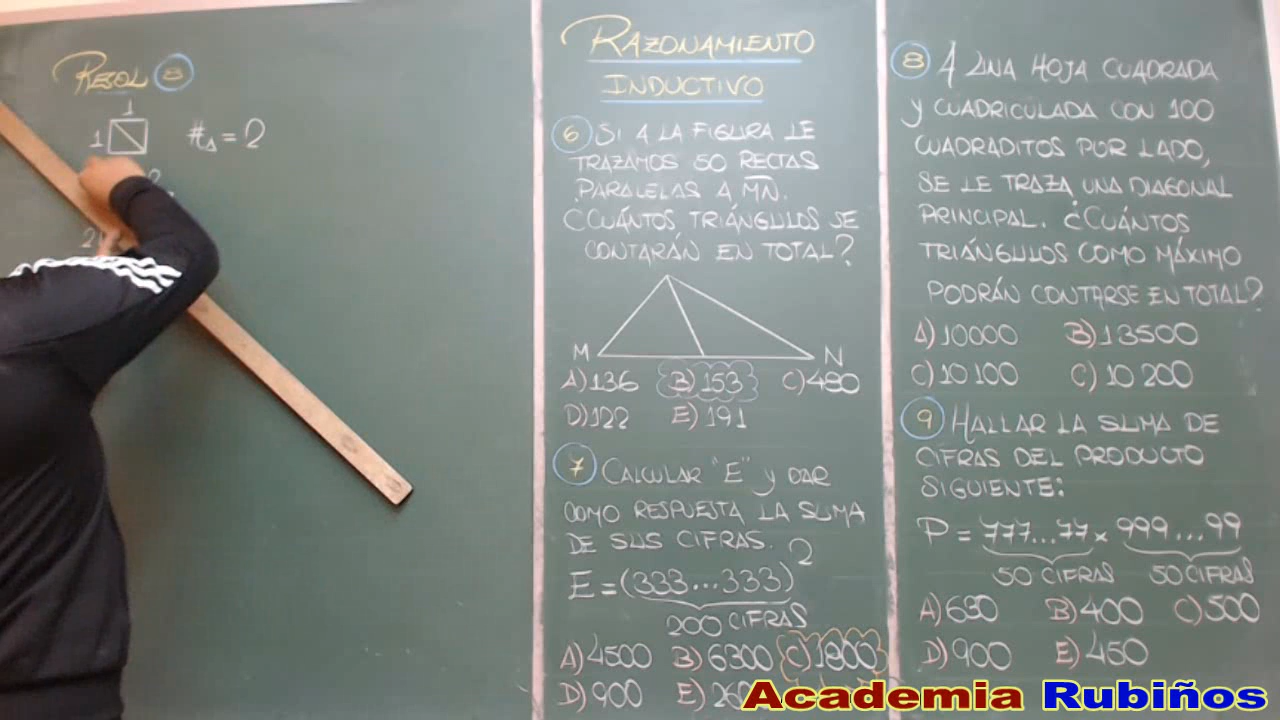 RESOL 8
1
1 #△ = 2
2
2
RAZONAMIENTO
INDUCTIVO
6 SI A LA FIGURA LE
TRAZAMOS 50 RECTAS
PARALELAS A MN.
¿CUÁNTOS TRIÁNGULOS SE
CONTARÁN EN TOTAL?
M N
A) 136 B) 153 C) 480
D) 122 E) 191
7 CALCULAR "E" y DAR
COMO RESPUESTA LA SUMA
DE SUS CIFRAS.
E = (333...333)²
200 CIFRAS
A) 4500 B) 6300 C) 1800
D) 900 E) 260
8 A UNA HOJA CUADRADA
y CUADRICULADA CON 100
CUADRADITOS POR LADO,
SE LE TRAZA UNA DIAGONAL
PRINCIPAL. ¿CUÁNTOS
TRIÁNGULOS COMO MÁXIMO
PODRÁN CONTARSE EN TOTAL?
A) 10000 B) 13500
C) 10 100 C) 10 200
9 HALLAR LA SUMA DE
CIFRAS DEL PRODUCTO
SIGUIENTE:
P = 777...77 × 999...99
50 CIFRAS 50 CIFRAS
A) 630 B) 400 C) 500
D) 900 E) 450
Academia Rubiños